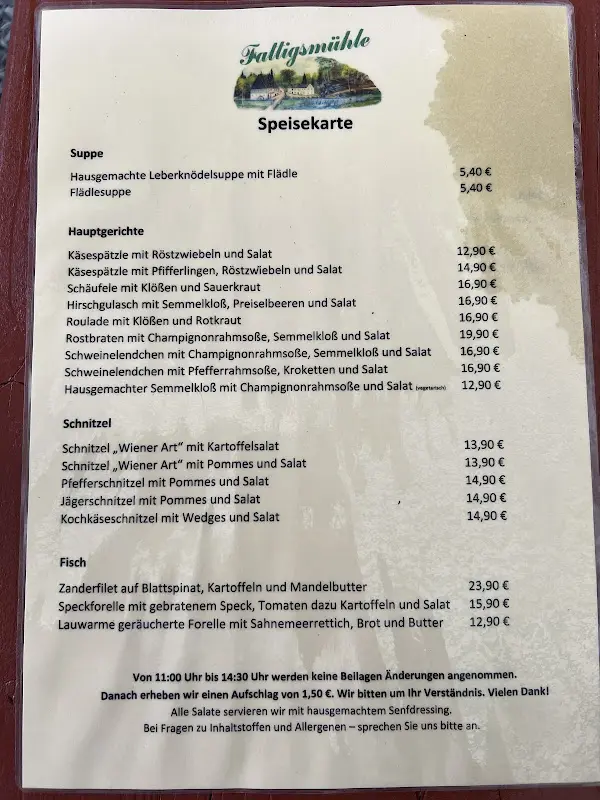 Falligsmühle
Speisekarte
Suppe
Hausgemachte Leberknödelsuppe mit Flädle 5,40 €
Flädlesuppe 5,40 €
Hauptgerichte
Käsespätzle mit Röstzwiebeln und Salat 12,90 €
Käsespätzle mit Pfifferlingen, Röstzwiebeln und Salat 14,90 €
Schäufele mit Klößen und Sauerkraut 16,90 €
Hirschgulasch mit Semmelkloß, Preiselbeeren und Salat 16,90 €
Roulade mit Klößen und Rotkraut 16,90 €
Rostbraten mit Champignonrahmsoße, Semmelkloß und Salat 19,90 €
Schweinelendchen mit Champignonrahmsoße, Semmelkloß und Salat 16,90 €
Schweinelendchen mit Pfefferrahmsoße, Kroketten und Salat 16,90 €
Hausgemachter Semmelkloß mit Champignonrahmsoße und Salat (vegetarisch) 12,90 €
Schnitzel
Schnitzel „Wiener Art“ mit Kartoffelsalat 13,90 €
Schnitzel „Wiener Art“ mit Pommes und Salat 13,90 €
Pfefferschnitzel mit Pommes und Salat 14,90 €
Jägerschnitzel mit Pommes und Salat 14,90 €
Kochkäseschnitzel mit Wedges und Salat 14,90 €
Fisch
Zanderfilet auf Blattspinat, Kartoffeln und Mandelbutter 23,90 €
Speckforelle mit gebratenem Speck, Tomaten dazu Kartoffeln und Salat 15,90 €
Lauwarme geräucherte Forelle mit Sahnemeerrettich, Brot und Butter 12,90 €
Von 11:00 Uhr bis 14:30 Uhr werden keine Beilagen Änderungen angenommen.
Danach erheben wir einen Aufschlag von 1,50 €. Wir bitten um Ihr Verständnis. Vielen Dank!
Alle Salate servieren wir mit hausgemachtem Senfdressing.
Bei Fragen zu Inhaltstoffen und Allergenen – sprechen Sie uns bitte an.